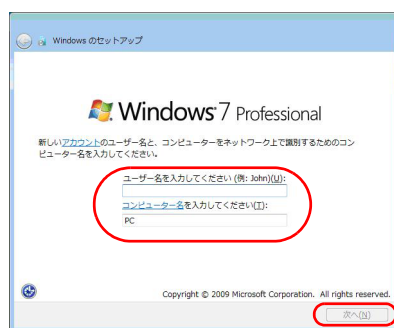 Windows のセットアップ
Windows 7 Professional
新しいアカウントのユーザー名と、コンピューターをネットワーク上で識別するためのコン
ピューター名を入力してください。
ユーザー名を入力してください (例: John)(U):
コンピューター名を入力してください(T):
PC
Copyright © 2009 Microsoft Corporation. All rights reserved.
次へ(N)